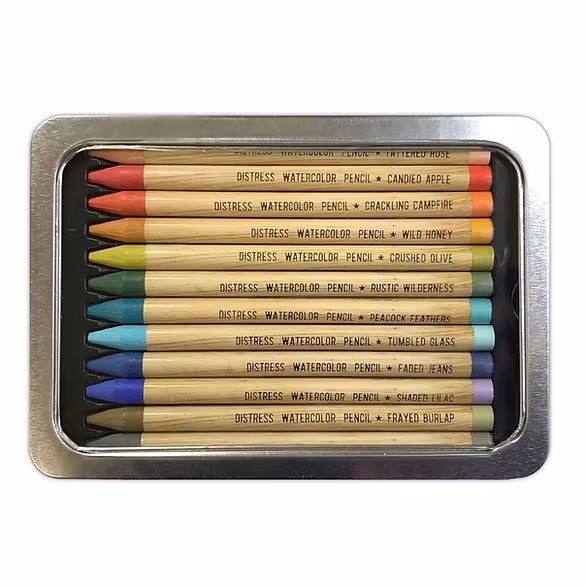 DISTRESS WATERCOLOR PENCIL ★ TATTERED ROSE
DISTRESS WATERCOLOR PENCIL ★ CANDIED APPLE
DISTRESS WATERCOLOR PENCIL ★ CRACKLING CAMPFIRE
DISTRESS WATERCOLOR PENCIL ★ WILD HONEY
DISTRESS WATERCOLOR PENCIL ★ CRUSHED OLIVE
DISTRESS WATERCOLOR PENCIL ★ RUSTIC WILDERNESS
DISTRESS WATERCOLOR PENCIL ★ PEACOCK FEATHERS
DISTRESS WATERCOLOR PENCIL ★ TUMBLED GLASS
DISTRESS WATERCOLOR PENCIL ★ FADED JEANS
DISTRESS WATERCOLOR PENCIL ★ SHADED LILAC
DISTRESS WATERCOLOR PENCIL ★ FRAYED BURLAP